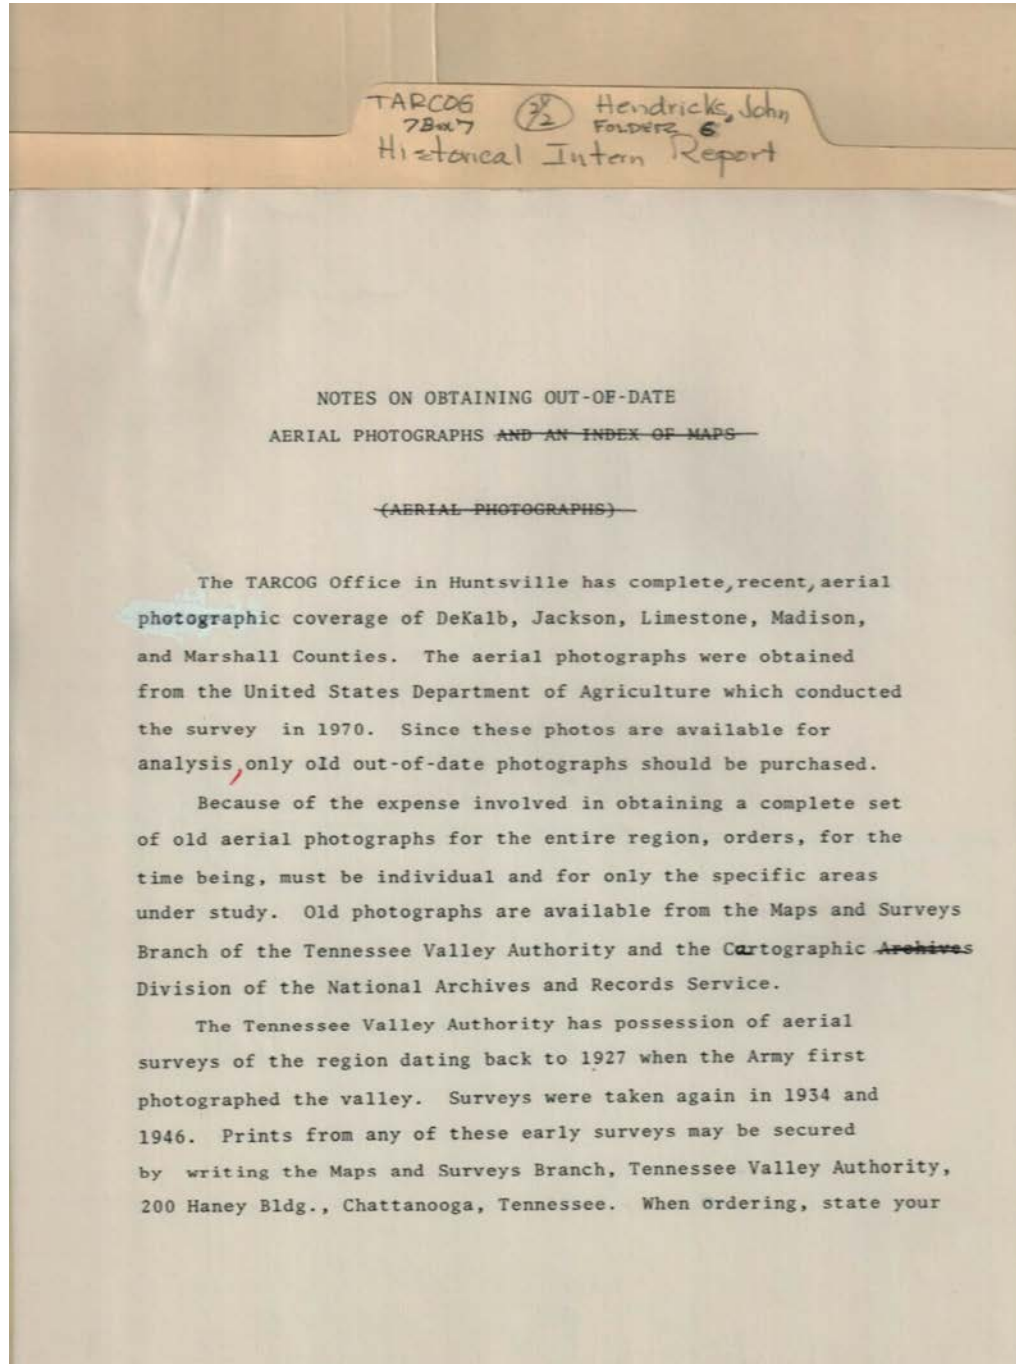 TARCOG Hendricks, John
7Box7 2/2 FOLDER 6
Historical Intern Report
NOTES ON OBTAINING OUT-OF-DATE
AERIAL PHOTOGRAPHS AND AN INDEX OF MAPS
(AERIAL PHOTOGRAPHS)
The TARCOG Office in Huntsville has complete, recent, aerial
photographic coverage of DeKalb, Jackson, Limestone, Madison,
and Marshall Counties. The aerial photographs were obtained
from the United States Department of Agriculture which conducted
the survey in 1970. Since these photos are available for
analysis, only old out-of-date photographs should be purchased.
Because of the expense involved in obtaining a complete set
of old aerial photographs for the entire region, orders, for the
time being, must be individual and for only the specific areas
under study. Old photographs are available from the Maps and Surveys
Branch of the Tennessee Valley Authority and the Cartographic Archives
Division of the National Archives and Records Service.
The Tennessee Valley Authority has possession of aerial
surveys of the region dating back to 1927 when the Army first
photographed the valley. Surveys were taken again in 1934 and
1946. Prints from any of these early surveys may be secured
by writing the Maps and Surveys Branch, Tennessee Valley Authority,
200 Haney Bldg., Chattanooga, Tennessee. When ordering, state your